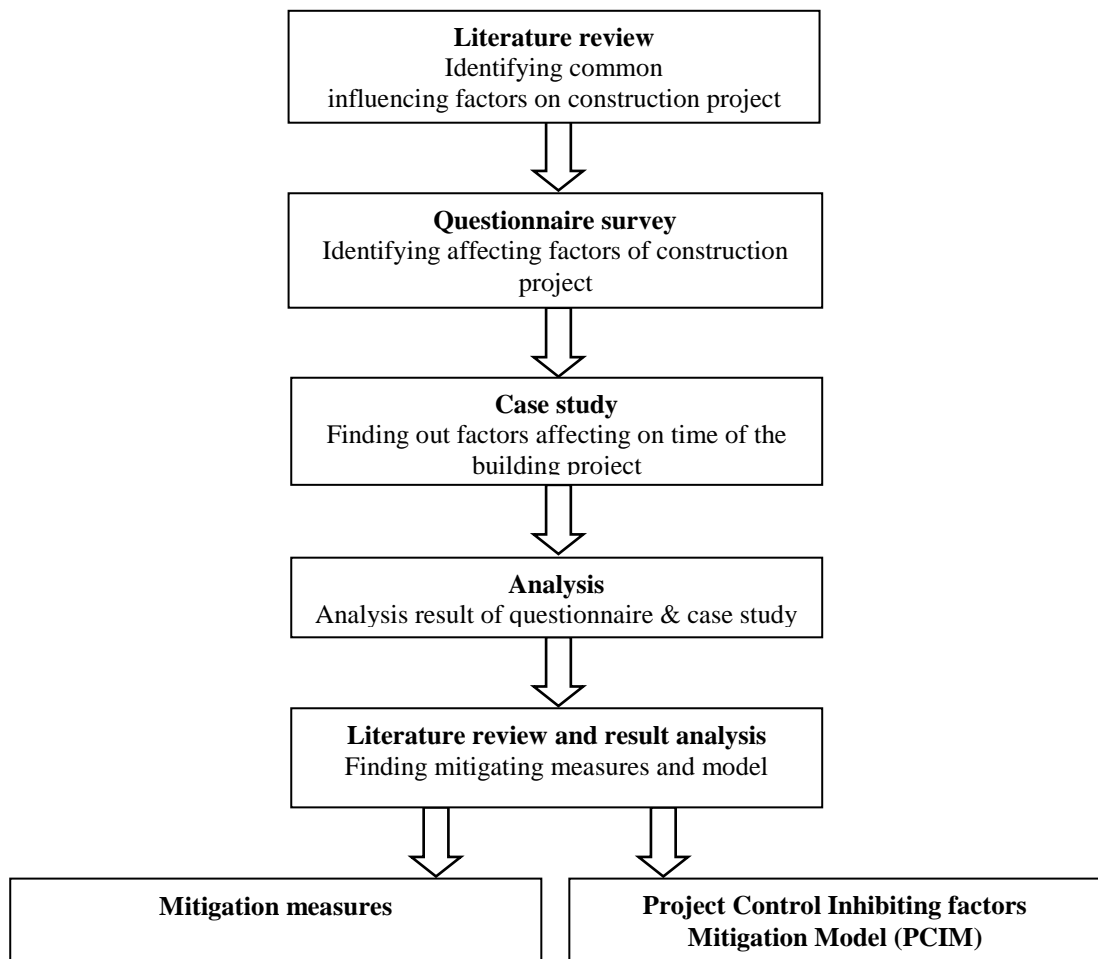 Literature review
Identifying common
influencing factors on construction project
Questionnaire survey
Identifying affecting factors of construction
project
Case study
Finding out factors affecting on time of the
building project
Analysis
Analysis result of questionnaire & case study
Literature review and result analysis
Finding mitigating measures and model
Mitigation measures
Project Control Inhibiting factors
Mitigation Model (PCIM)